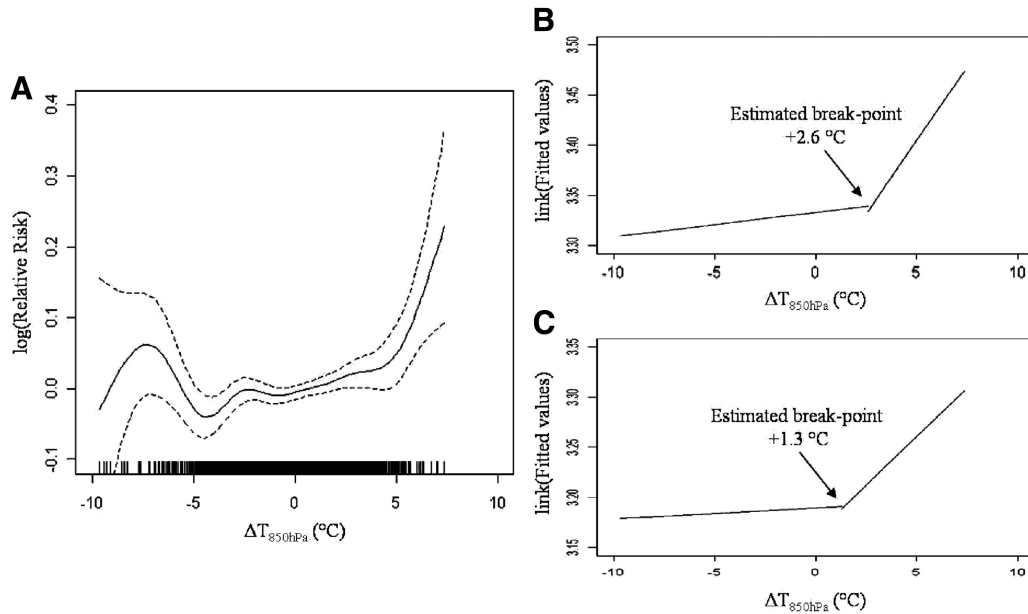 A
log(Relative Risk)
0.4
0.3
0.2
0.1
0.0
-0.1
-10 -5 0 5 10
ΔT850hPa (°C)
B
link(Fitted values)
3.50
3.45
3.40
3.35
3.30
Estimated break-point
+2.6 °C
-10 -5 0 5 10
ΔT850hPa (°C)
C
link(Fitted values)
3.35
3.30
3.25
3.20
3.15
Estimated break-point
+1.3 °C
-10 -5 0 5 10
ΔT850hPa (°C)